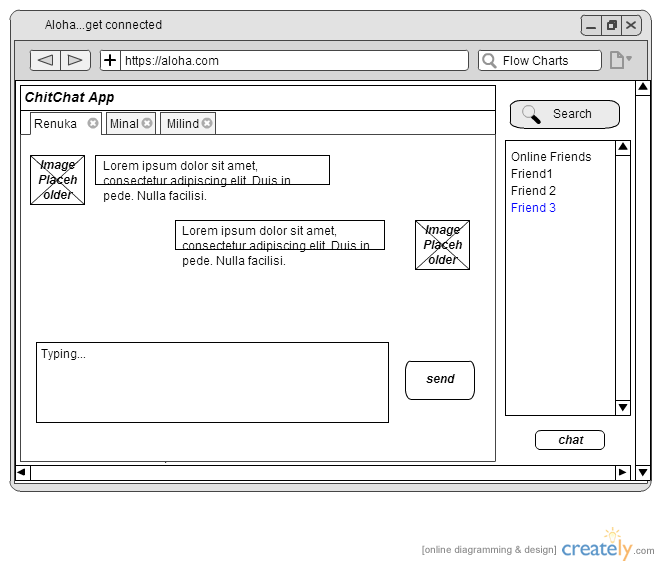 Aloha...get connected
https://aloha.com
Flow Charts
ChitChat App
Renuka
Minal
Milind
Search
Online Friends
Friend1
Friend 2
Friend 3
Image
Placeh
older
Lorem ipsum dolor sit amet,
consectetur adipiscing elit. Duis in
pede. Nulla facilisi.
Lorem ipsum dolor sit amet,
consectetur adipiscing elit. Duis in
pede. Nulla facilisi.
Image
Placeh
older
Typing...
send
chat
[online diagramming & design] creately.com